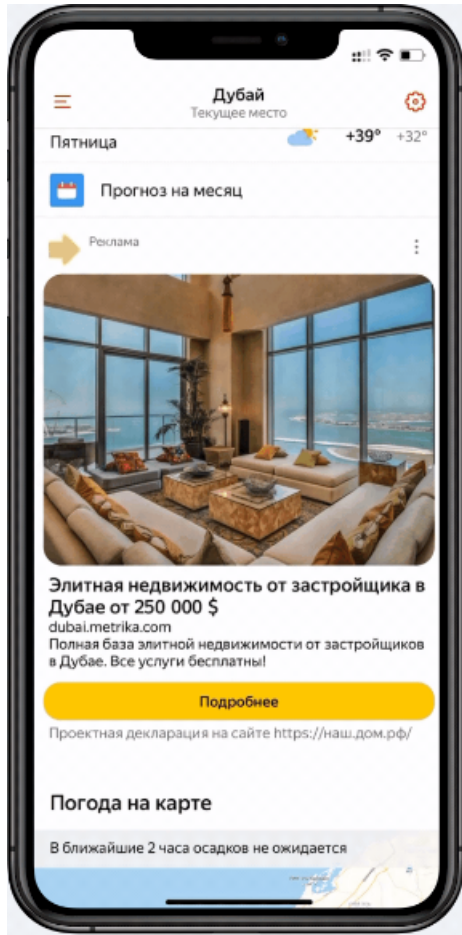 Дубай
Текущее место
Пятница +39° +32°
Прогноз на месяц
Реклама
Элитная недвижимость от застройщика в
Дубае от 250 000 $
dubai.metrika.com
Полная база элитной недвижимости от застройщиков
в Дубае. Все услуги бесплатны!
Подробнее
Проектная декларация на сайте https://наш.дом.рф/
Погода на карте
В ближайшие 2 часа осадков не ожидается